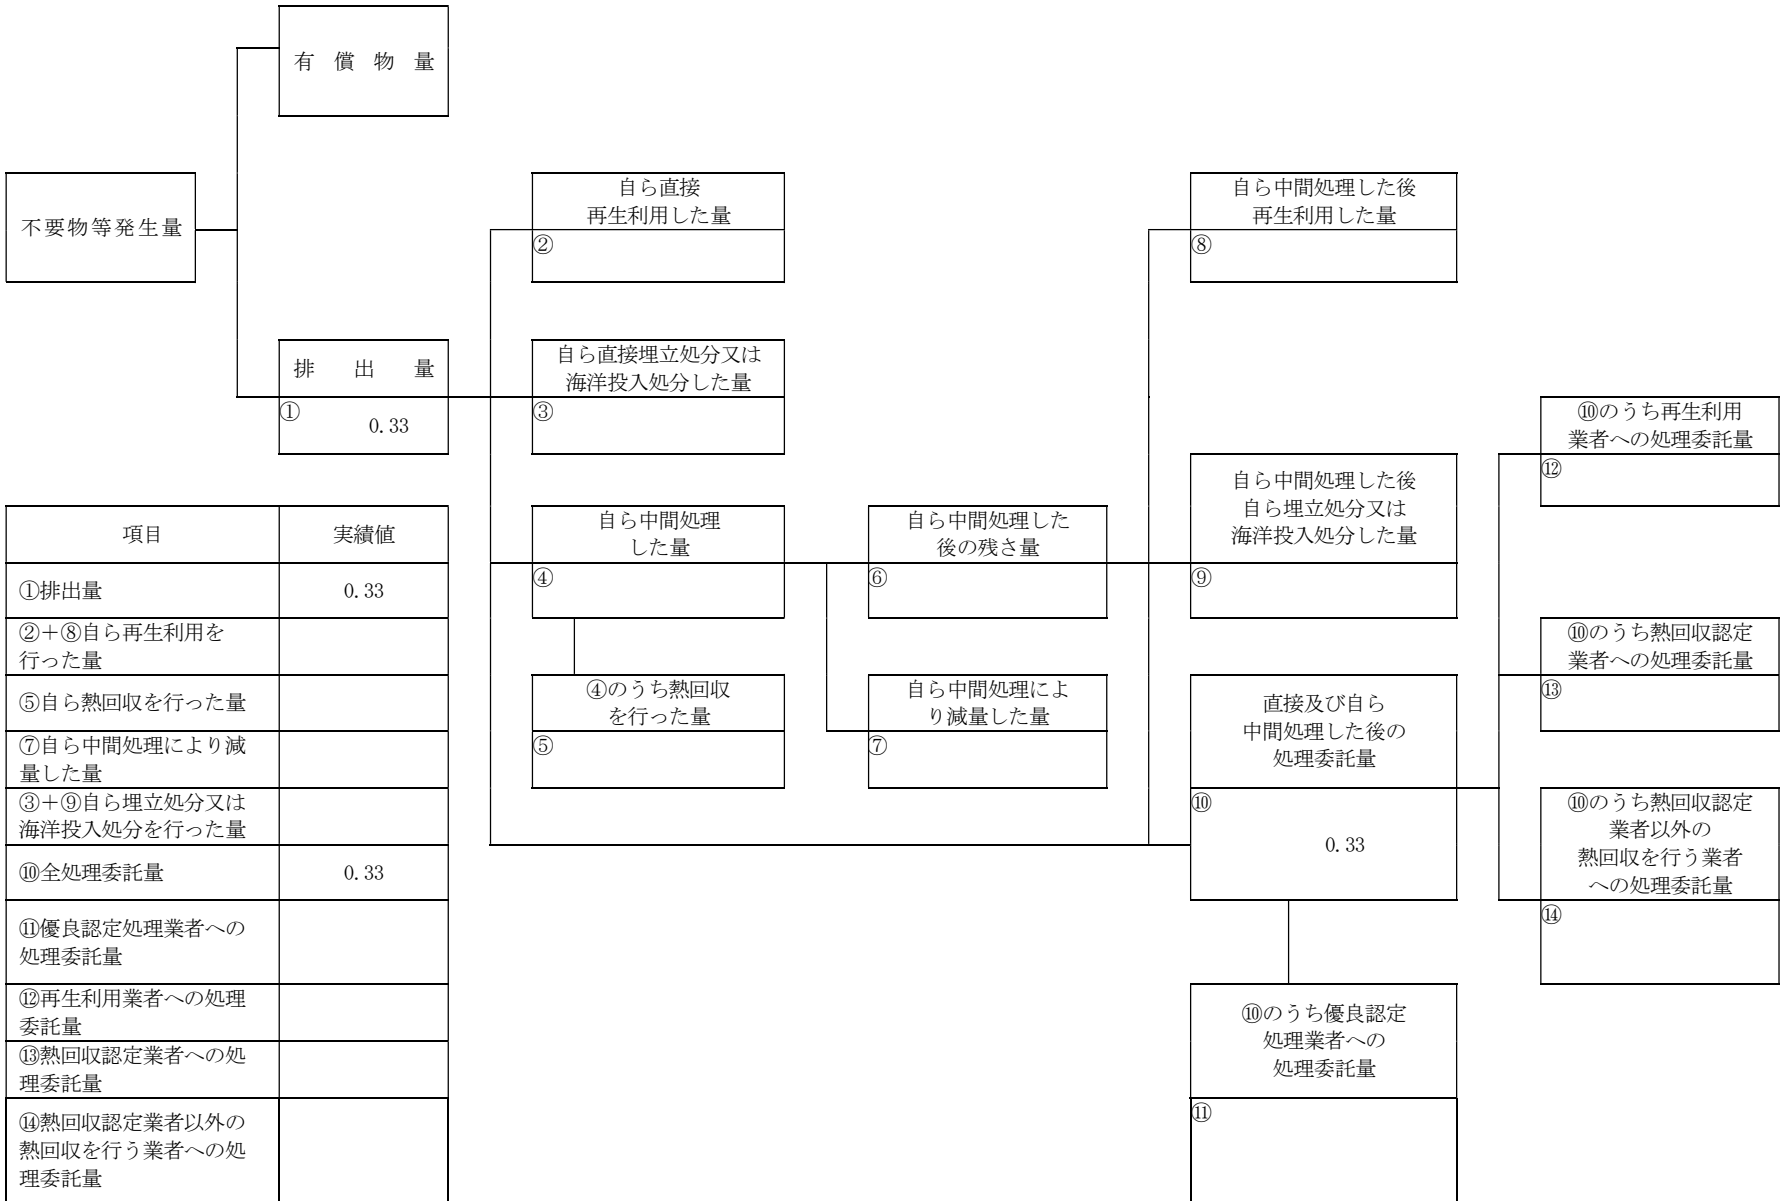 有償物量
不要物等発生量
排出量
①
0.33
自ら直接
再生利用した量
②
自ら直接埋立処分又は
海洋投入処分した量
③
自ら中間処理
した量
④
④のうち熱回収
を行った量
⑤
自ら中間処理した
後の残さ量
⑥
自ら中間処理によ
り減量した量
⑦
自ら中間処理した後
再生利用した量
⑧
自ら中間処理した後
自ら埋立処分又は
海洋投入処分した量
⑨
直接及び自ら
中間処理した後の
処理委託量
⑩
0.33
⑩のうち優良認定
処理業者への
処理委託量
⑪
⑩のうち再生利用
業者への処理委託量
⑫
⑩のうち熱回収認定
業者への処理委託量
⑬
⑩のうち熱回収認定
業者以外の
熱回収を行う業者
への処理委託量
⑭
項目 実績値
①排出量 0.33
②+⑧自ら再生利用を
行った量
⑤自ら熱回収を行った量
⑦自ら中間処理により減
量した量
③+⑨自ら埋立処分又は
海洋投入処分を行った量
⑩全処理委託量 0.33
⑪優良認定処理業者への
処理委託量
⑫再生利用業者への処理
委託量
⑬熱回収認定業者への処
理委託量
⑭熱回収認定業者以外の
熱回収を行う業者への処
理委託量